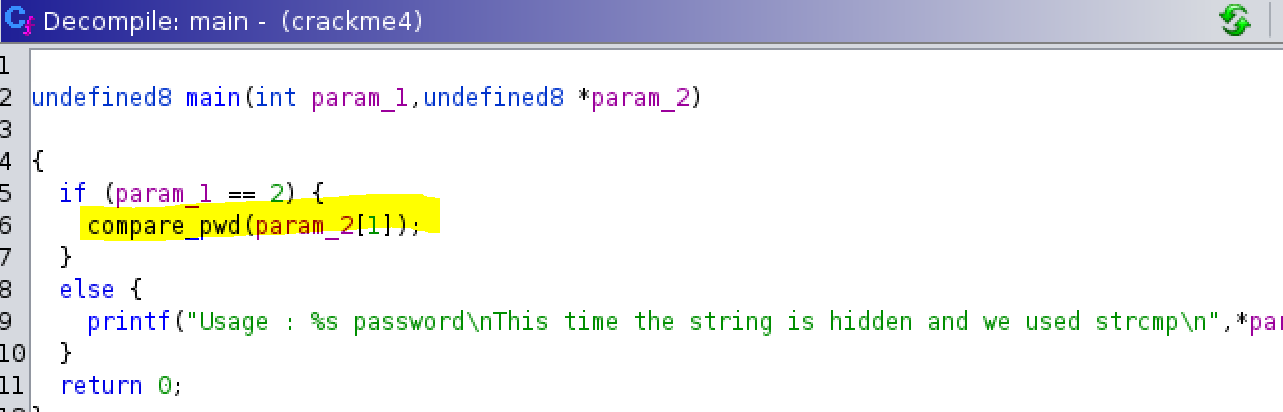 Decompile: main - (crackme4)
1
2 undefined8 main(int param_1,undefined8 *param_2)
3
4 {
5 if (param_1 == 2) {
6 compare_pwd(param_2[1]);
7 }
8 else {
9 printf("Usage : %s password\nThis time the string is hidden and we used strcmp\n",*par
10 }
11 return 0;